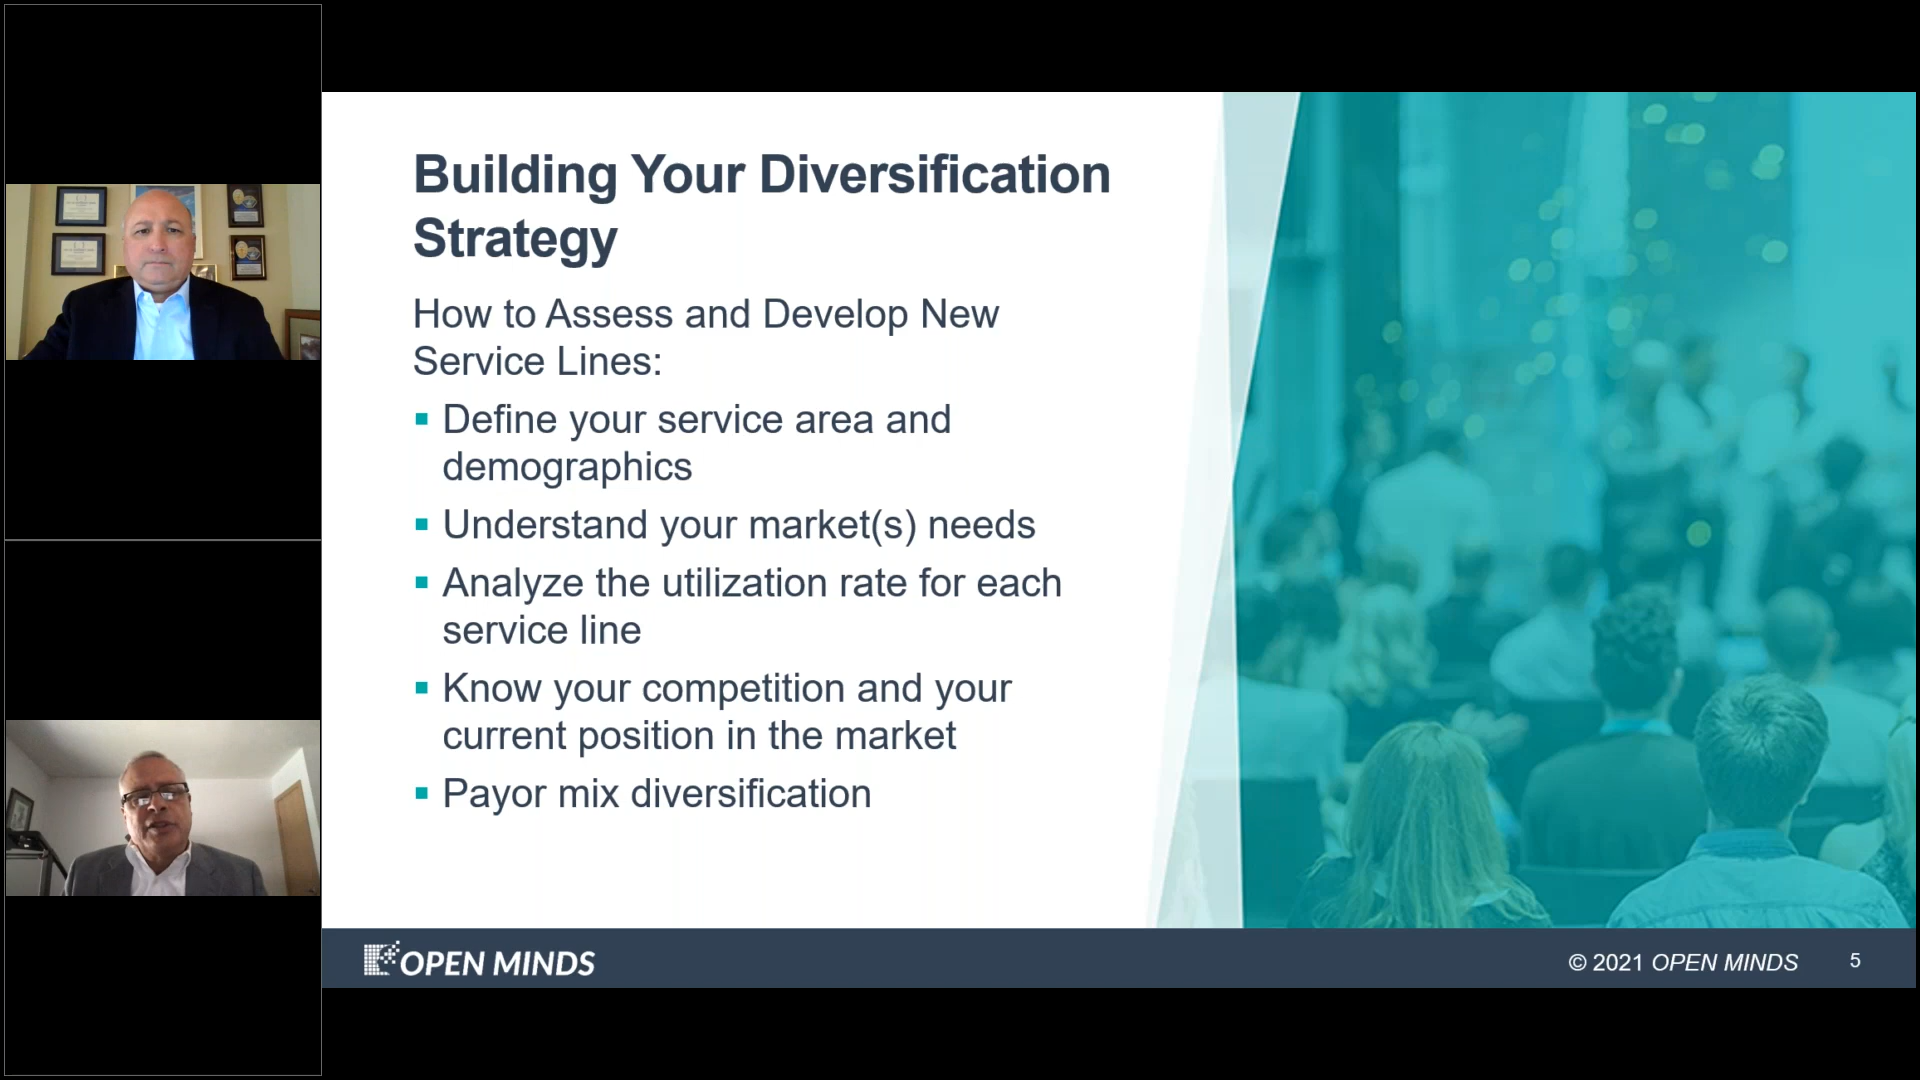 Building Your Diversification
Strategy
How to Assess and Develop New
Service Lines:
▪ Define your service area and
demographics
▪ Understand your market(s) needs
▪ Analyze the utilization rate for each
service line
▪ Know your competition and your
current position in the market
▪ Payor mix diversification
OPEN MINDS
© 2021 OPEN MINDS 5